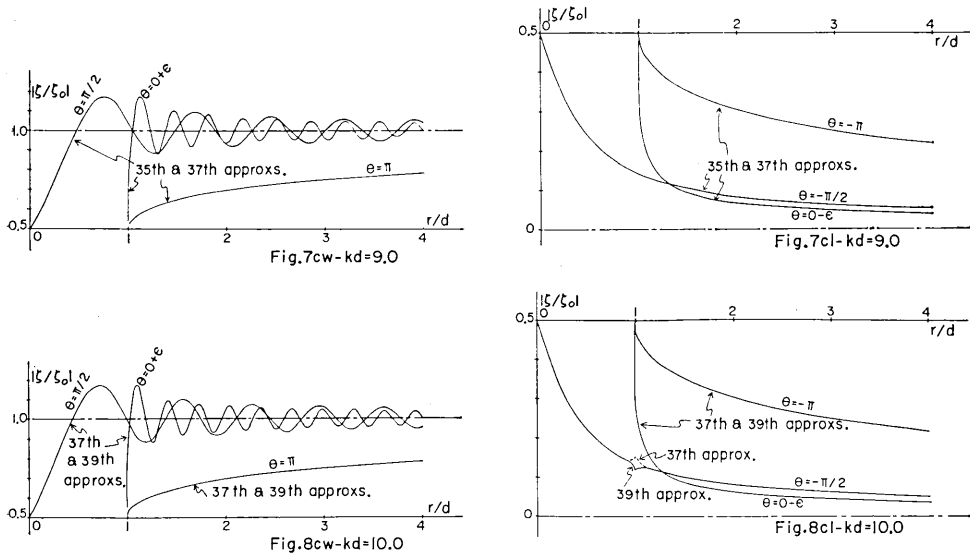 |ζ/ζ₀|
θ=π/2
θ=0+ε
1.0
35th & 37th approxs.
θ=π
0.5
0
1
2
3
4
r/d
Fig.7cw-kd=9.0
0.5
|ζ/ζ₀|
0
1
2
3
4
r/d
θ=-π
35th & 37th approxs.
θ=-π/2
θ=0-ε
0
Fig.7cl-kd=9.0
|ζ/ζ₀|
θ=π/2
θ=0+ε
1.0
37th
& 39th
approxs.
θ=π
37th & 39th approxs.
0.5
0
1
2
3
4
r/d
Fig.8cw-kd=10.0
0.5
|ζ/ζ₀|
0
1
2
3
4
r/d
θ=-π
37th & 39th approxs.
37th approx.
39th approx.
θ=-π/2
θ=0-ε
0
Fig.8cl-kd=10.0